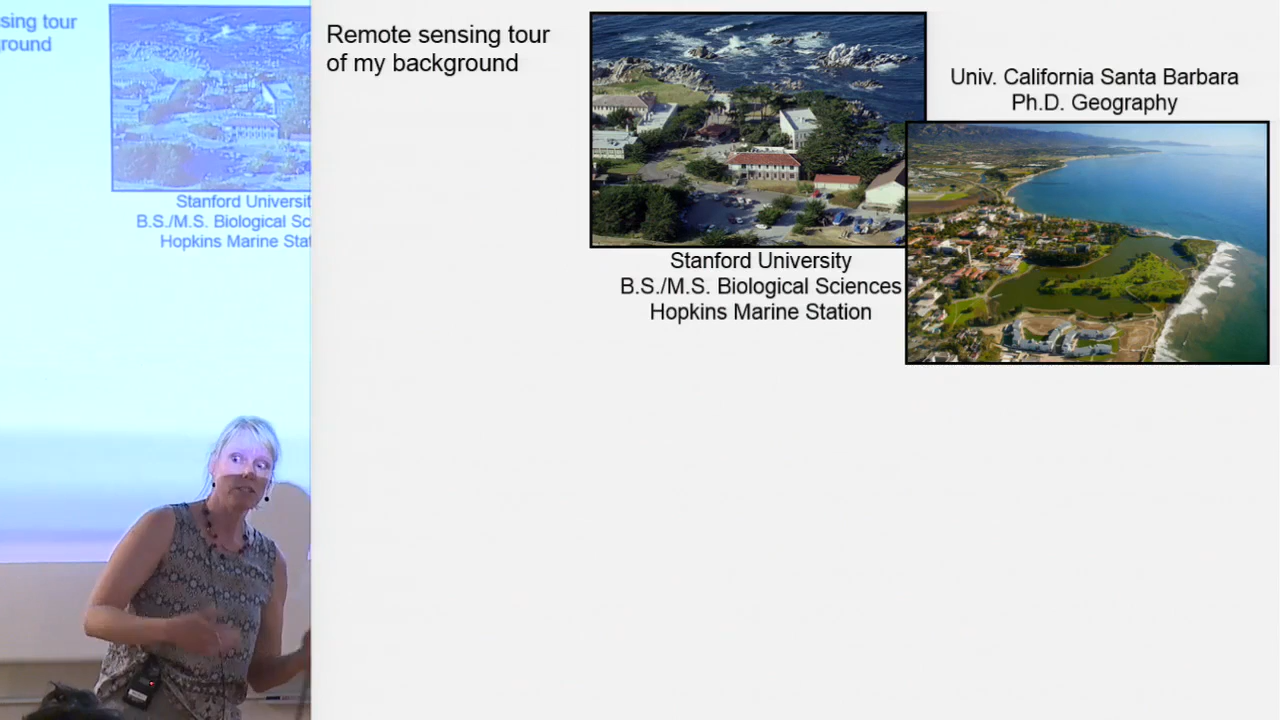 sing tour
round
Stanford Universit
B.S./M.S. Biological Sc
Hopkins Marine Stat
Remote sensing tour
of my background
Stanford University
B.S./M.S. Biological Sciences
Hopkins Marine Station
Univ. California Santa Barbara
Ph.D. Geography